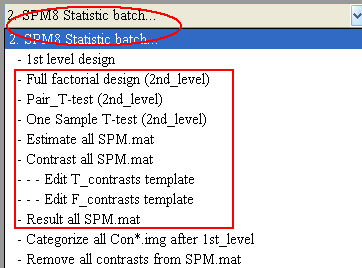 2. SPM8 Statistic batch...
2. SPM8 Statistic batch...
- 1st level design
- Full factorial design (2nd_level)
- Pair_T-test (2nd_level)
- One Sample T-test (2nd_level)
- Estimate all SPM.mat
- Contrast all SPM.mat
- - - Edit T_contrasts template
- - - Edit F_contrasts template
- Result all SPM.mat
- Categorize all Con*.img after 1st_level
- Remove all contrasts from SPM.mat